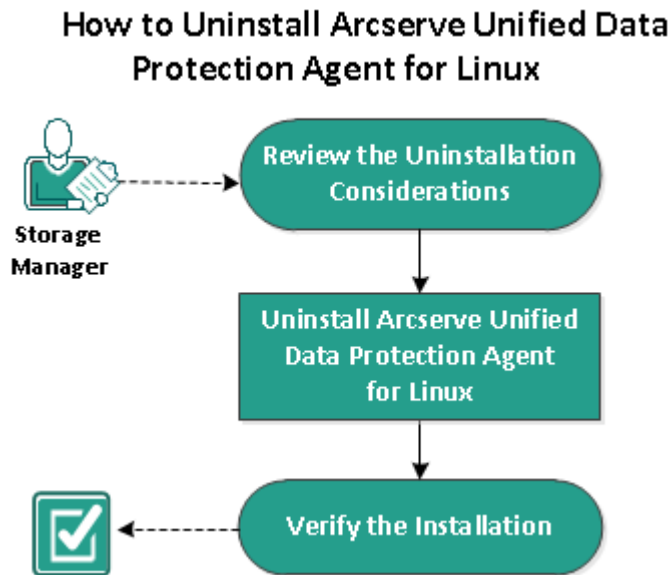 How to Uninstall Arcserve Unified Data
Protection Agent for Linux
Review the Uninstallation
Considerations
Storage
Manager
Uninstall Arcserve Unified
Data Protection Agent
for Linux
Verify the Installation